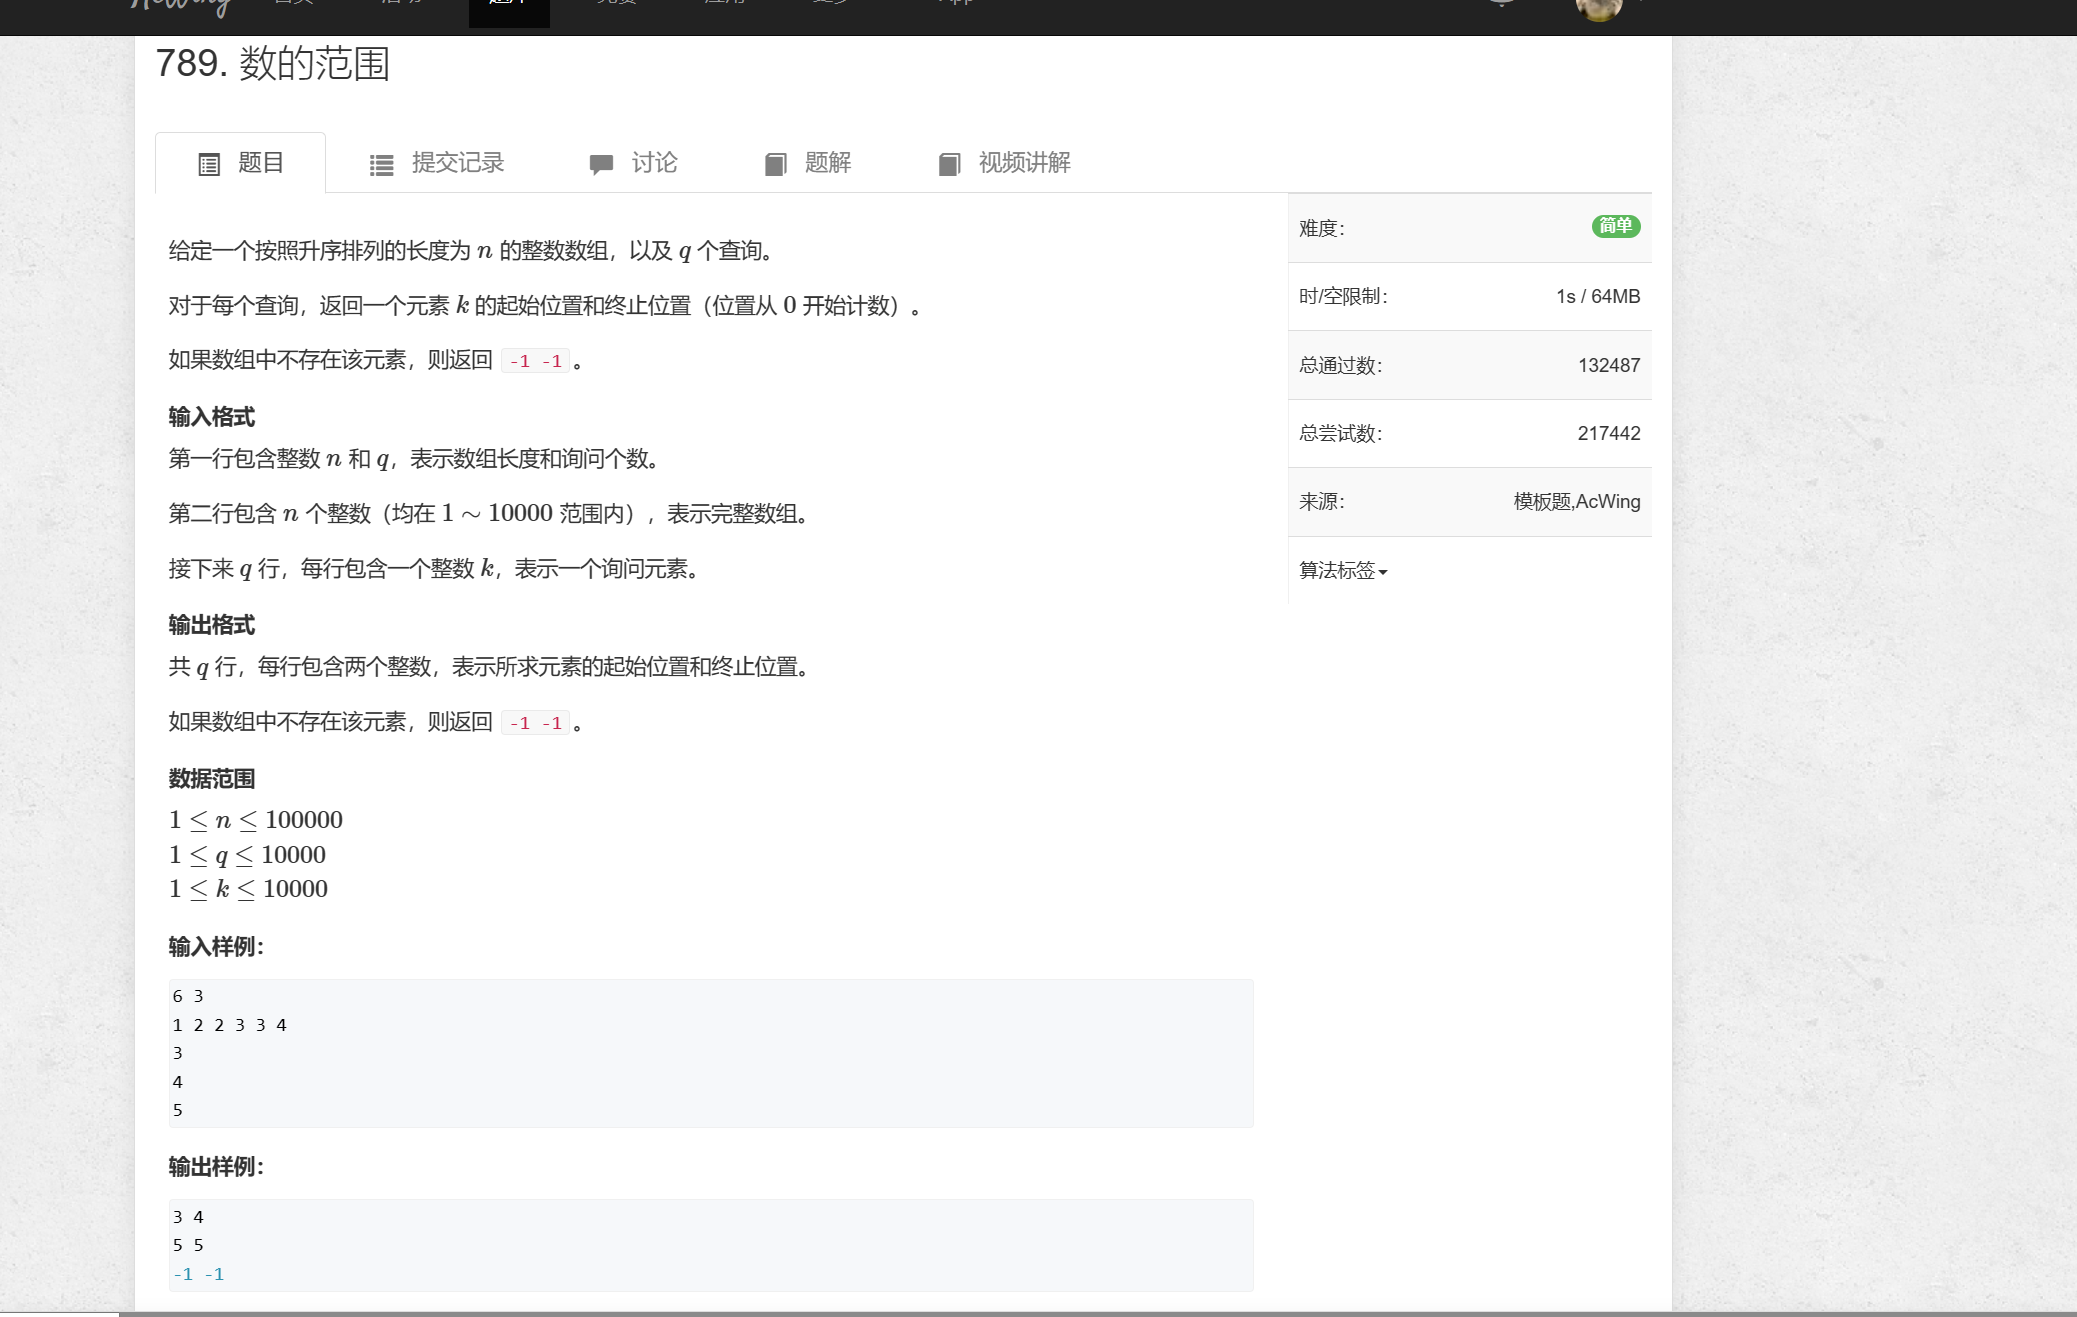 789. 数的范围
题目
提交记录
讨论
题解
视频讲解
给定一个按照升序排列的长度为 n 的整数数组，以及 q 个查询。
对于每个查询，返回一个元素 k 的起始位置和终止位置（位置从 0 开始计数）。
如果数组中不存在该元素，则返回 -1 -1 。
输入格式
第一行包含整数 n 和 q，表示数组长度和询问个数。
第二行包含 n 个整数（均在 1 ∼ 10000 范围内），表示完整数组。
接下来 q 行，每行包含一个整数 k，表示一个询问元素。
输出格式
共 q 行，每行包含两个整数，表示所求元素的起始位置和终止位置。
如果数组中不存在该元素，则返回 -1 -1 。
数据范围
1 ≤ n ≤ 100000
1 ≤ q ≤ 10000
1 ≤ k ≤ 10000
输入样例：
6 3
1 2 2 3 3 4
3
4
5
输出样例：
3 4
5 5
-1 -1
难度： 简单
时/空限制： 1s / 64MB
总通过数： 132487
总尝试数： 217442
来源： 模板题,AcWing
算法标签